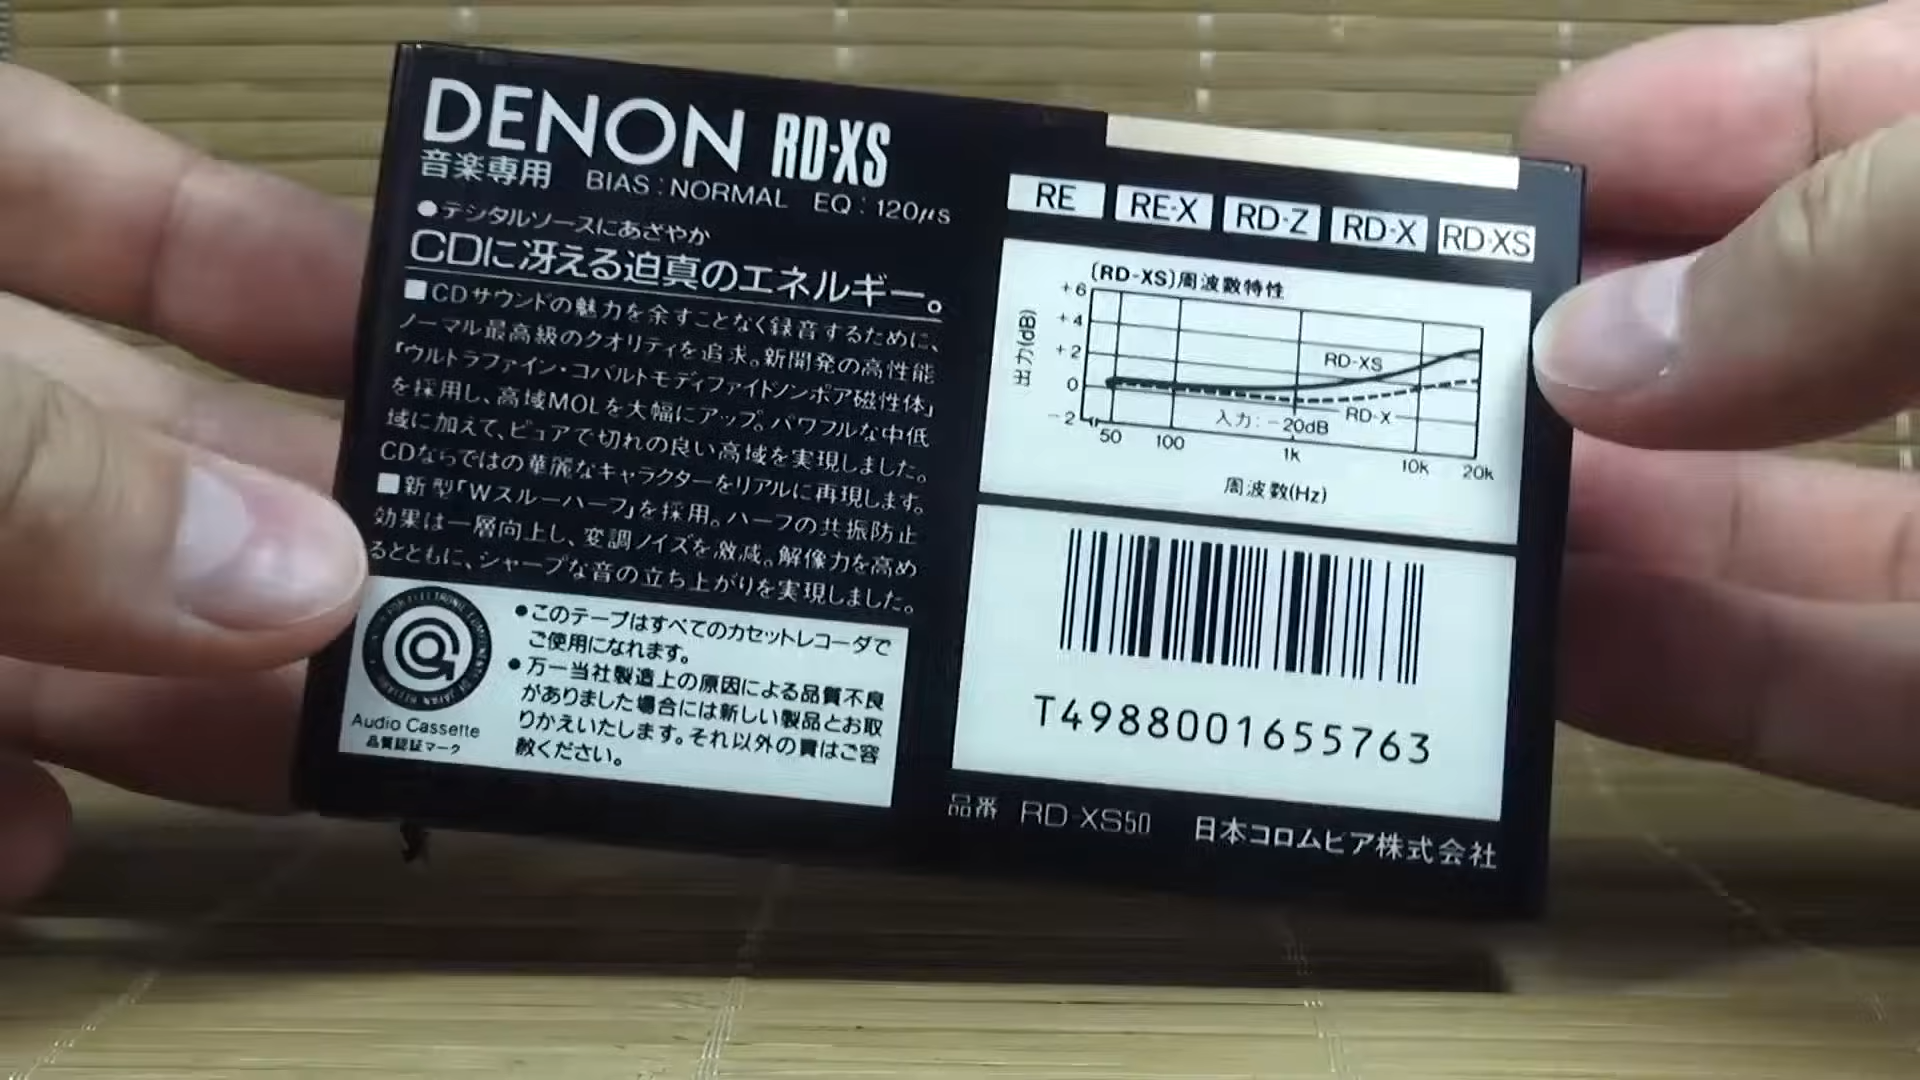 DENON RD-XS
音楽専用 BIAS : NORMAL EQ : 120μs
●デジタルソースにあざやか
CDに冴える迫真のエネルギー。
■CDサウンドの魅力を余すことなく録音するために、
ノーマル最高級のクオリティを追求。新開発の高性能
「ウルトラファイン・コバルトモディファイドノンポア磁性体」
を採用し、高域MOLを大幅にアップ。パワフルな中低
域に加えて、ピュアで切れの良い高域を実現しました。
CDならではの華麗なキャラクターをリアルに再現します。
■新型「Wスルーハーフ」を採用。ハーフの共振防止
効果は一層向上し、変調ノイズを激減。解像力を高め
るとともに、シャープな音の立ち上がりを実現しました。
Audio Cassette
品質認証マーク
●このテープはすべてのカセットレコーダで
ご使用になれます。
●万一当社製造上の原因による品質不良
がありました場合には新しい製品とお取
りかえいたします。それ以外の責はご容
赦ください。
RE RE-X RD-Z RD-X RD-XS
〔RD-XS〕周波数特性
出力(dB)
+6
+4
+2
0
-2
RD-XS
RD-X
入力:-20dB
50 100 1k 10k 20k
周波数(Hz)
T4988001655763
品番 RD-XS50 日本コロムビア株式会社